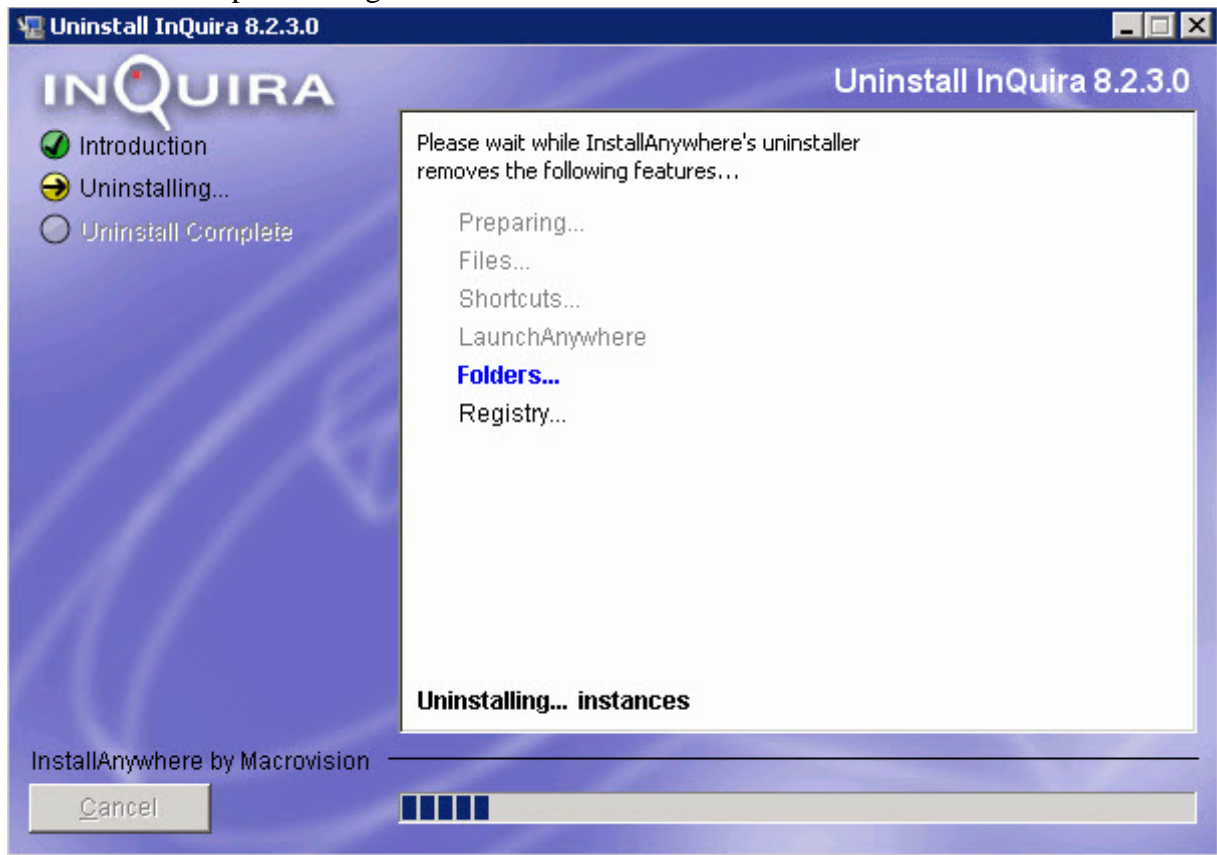 Uninstall InQuira 8.2.3.0
INQUIRA
Uninstall InQuira 8.2.3.0
Introduction
Uninstalling...
Uninstall Complete
Please wait while InstallAnywhere's uninstaller
removes the following features...
Preparing...
Files...
Shortcuts...
LaunchAnywhere
Folders...
Registry...
Uninstalling... instances
InstallAnywhere by Macrovision
Cancel